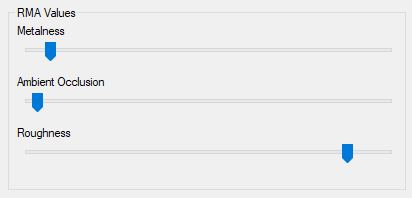 RMA Values
Metalness
Ambient Occlusion
Roughness